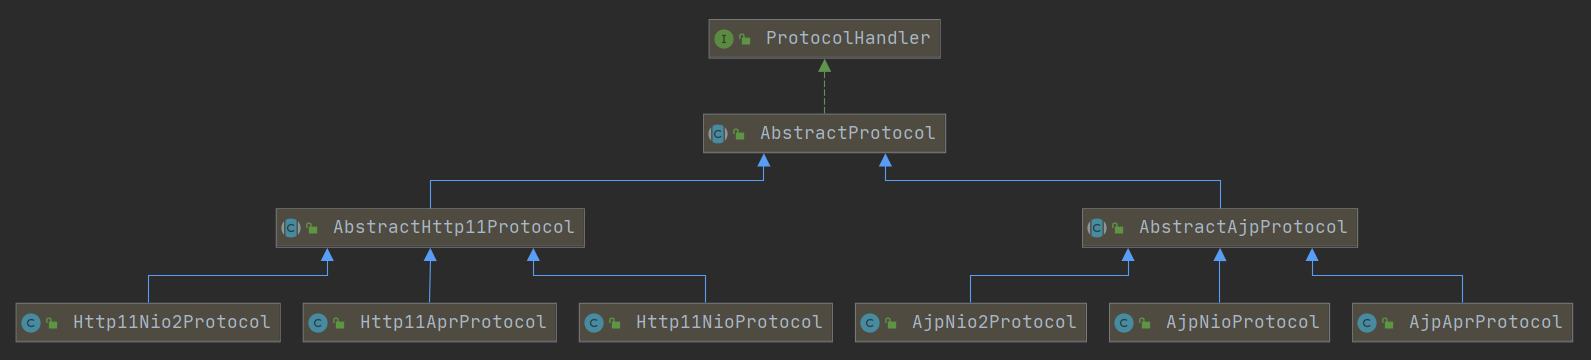 I ProtocolHandler
C AbstractProtocol
C AbstractHttp11Protocol
C AbstractAjpProtocol
C Http11Nio2Protocol
C Http11AprProtocol
C Http11NioProtocol
C AjpNio2Protocol
C AjpNioProtocol
C AjpAprProtocol